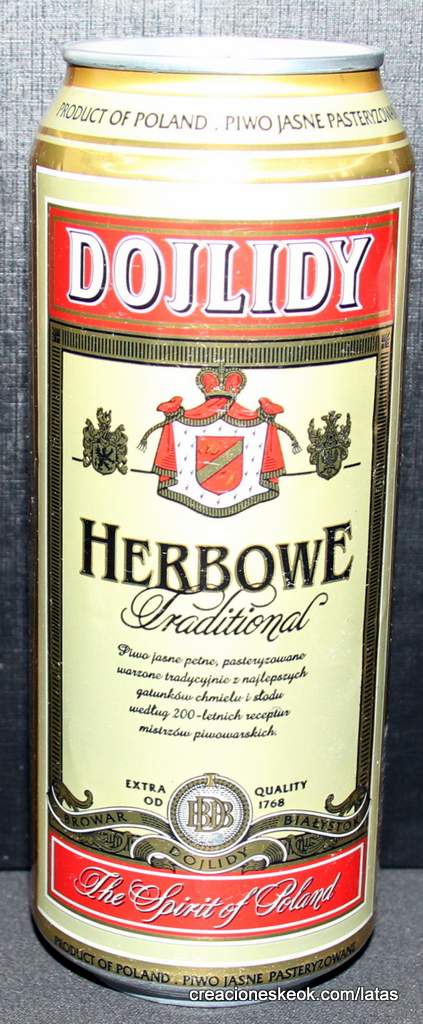 PRODUCT OF POLAND . PIWO JASNE PASTERYZOWAN
DOJLIDY
HERBOWE
Traditional
Piwo jasne pełne, pasteryzowane
warzone tradycyjnie z najlepszych
gatunków chmielu i słodu
według 200-letnich receptur
mistrzów piwowarskich.
EXTRA QUALITY
OD 1768
BROWAR DOJLIDY BIAŁYSTOK
The Spirit of Poland
PRODUCT OF POLAND . PIWO JASNE PASTERYZOWANE
creacioneskeok.com/latas